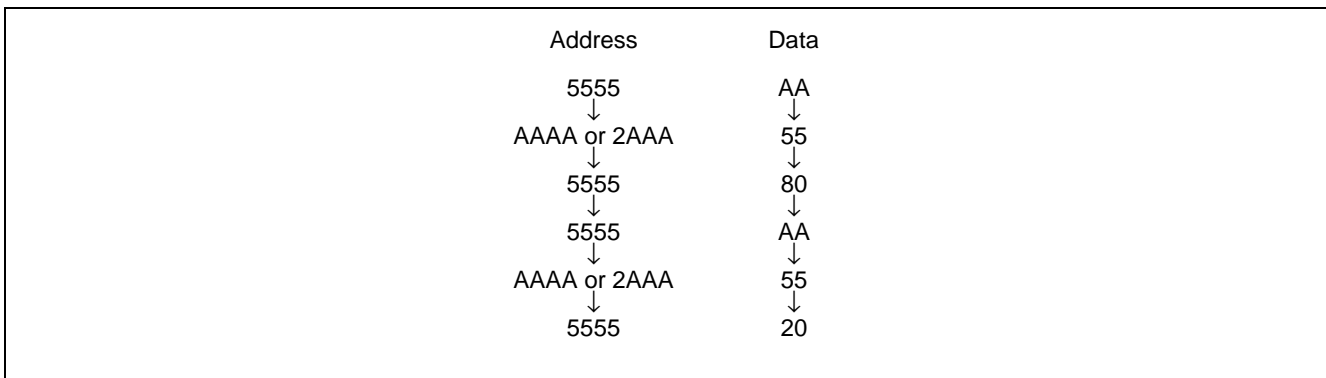 Address Data
5555 AA
↓ ↓
AAAA or 2AAA 55
↓ ↓
5555 80
↓ ↓
5555 AA
↓ ↓
AAAA or 2AAA 55
↓ ↓
5555 20